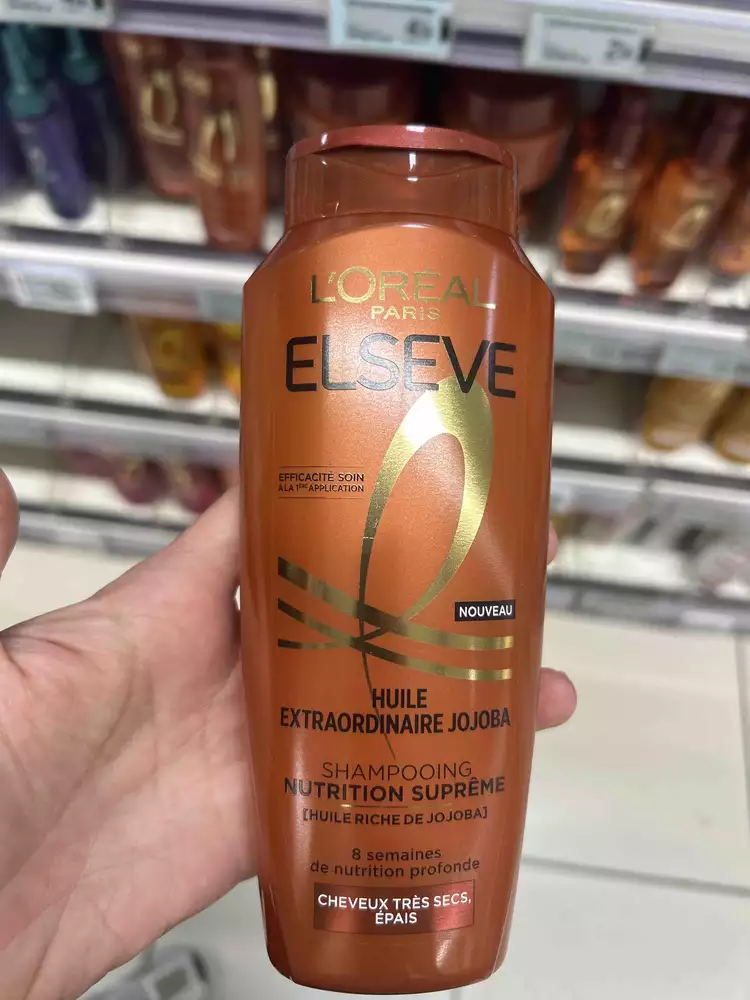 L'ORÉAL
PARIS
ELSEVE
EFFICACITÉ SOIN
À LA 1ÈRE APPLICATION
NOUVEAU
HUILE
EXTRAORDINAIRE JOJOBA
SHAMPOOING
NUTRITION SUPRÊME
[HUILE RICHE DE JOJOBA]
8 semaines
de nutrition profonde
CHEVEUX TRÈS SECS,
ÉPAIS